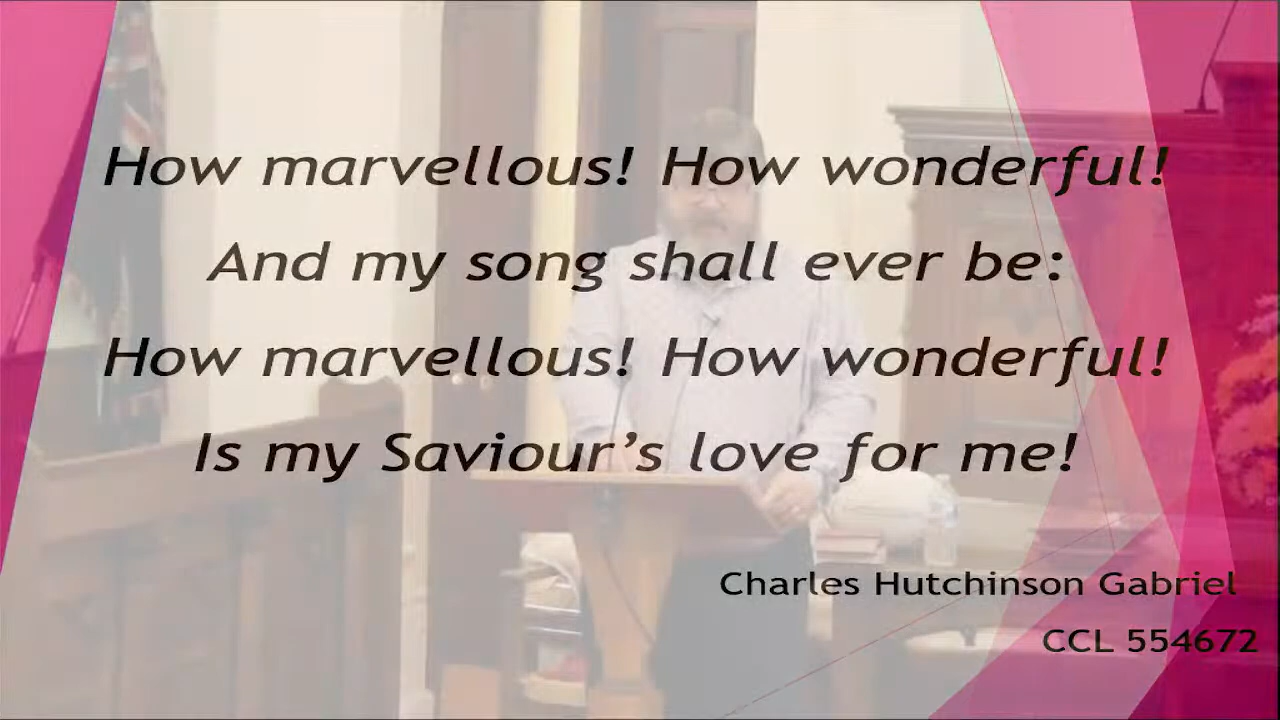 How marvellous! How wonderful!
And my song shall ever be:
How marvellous! How wonderful!
Is my Saviour’s love for me!
Charles Hutchinson Gabriel
CCL 554672